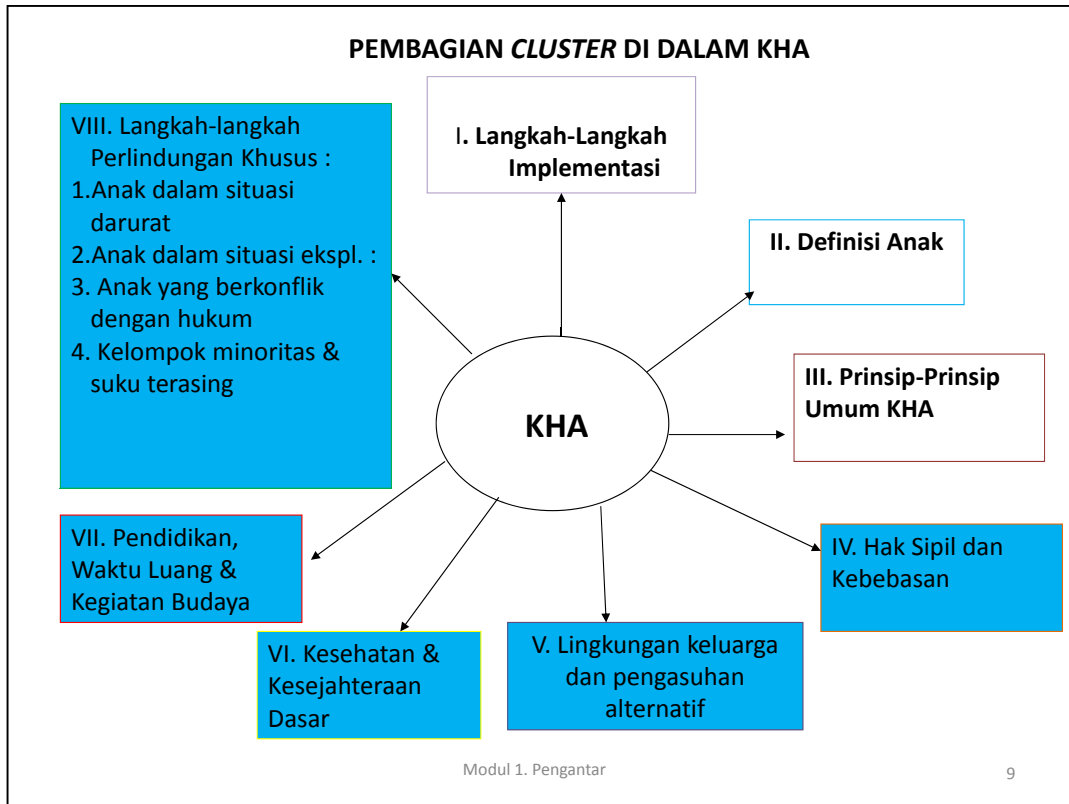 PEMBAGIAN CLUSTER DI DALAM KHA
I. Langkah-Langkah
Implementasi
II. Definisi Anak
III. Prinsip-Prinsip
Umum KHA
IV. Hak Sipil dan
Kebebasan
V. Lingkungan keluarga
dan pengasuhan
alternatif
VI. Kesehatan &
Kesejahteraan
Dasar
VII. Pendidikan,
Waktu Luang &
Kegiatan Budaya
VIII. Langkah-langkah
Perlindungan Khusus :
1.Anak dalam situasi
darurat
2.Anak dalam situasi ekspl. :
3. Anak yang berkonflik
dengan hukum
4. Kelompok minoritas &
suku terasing
KHA
Modul 1. Pengantar
9